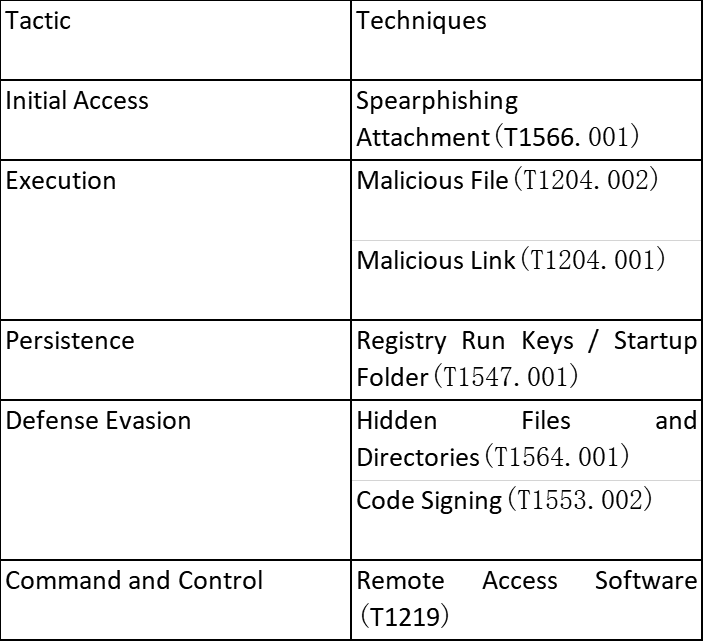 Tactic
Techniques
Initial Access
Spearphishing
Attachment(T1566.001)
Execution
Malicious File(T1204.002)
Malicious Link(T1204.001)
Persistence
Registry Run Keys / Startup
Folder(T1547.001)
Defense Evasion
Hidden Files and
Directories(T1564.001)
Code Signing(T1553.002)
Command and Control
Remote Access Software
(T1219)